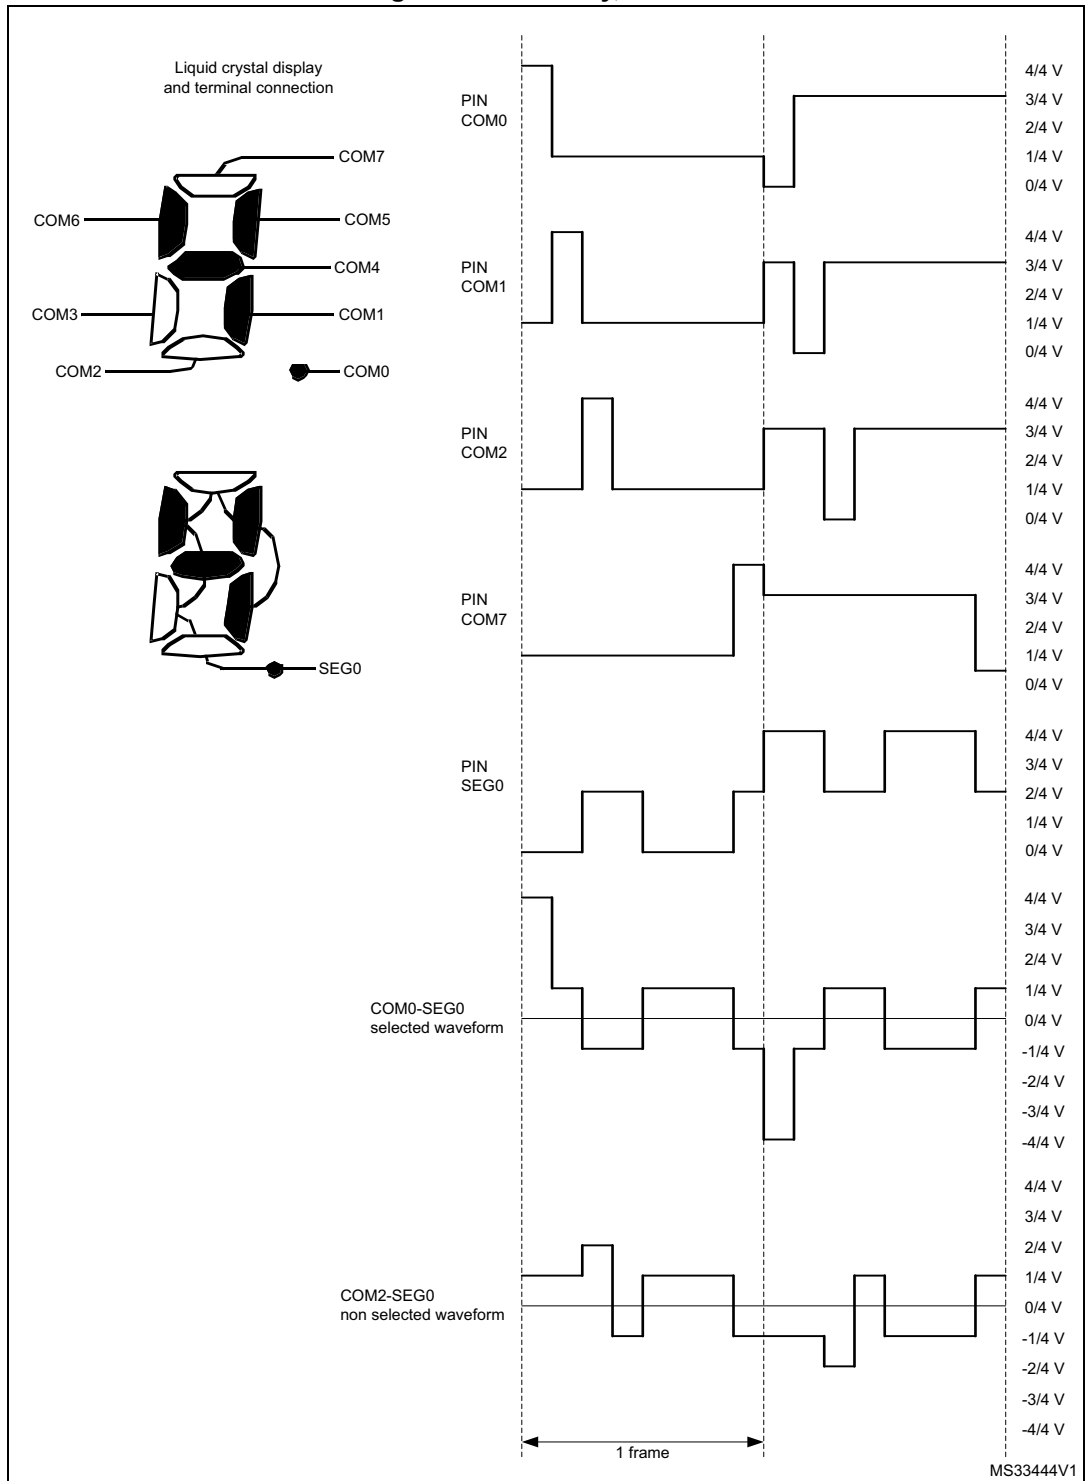 Liquid crystal display
and terminal connection
COM7
COM6
COM5
COM4
COM3
COM1
COM2
COM0
SEG0
PIN
COM0
4/4 V
3/4 V
2/4 V
1/4 V
0/4 V
PIN
COM1
4/4 V
3/4 V
2/4 V
1/4 V
0/4 V
PIN
COM2
4/4 V
3/4 V
2/4 V
1/4 V
0/4 V
PIN
COM7
4/4 V
3/4 V
2/4 V
1/4 V
0/4 V
PIN
SEG0
4/4 V
3/4 V
2/4 V
1/4 V
0/4 V
COM0-SEG0
selected waveform
4/4 V
3/4 V
2/4 V
1/4 V
0/4 V
-1/4 V
-2/4 V
-3/4 V
-4/4 V
COM2-SEG0
non selected waveform
4/4 V
3/4 V
2/4 V
1/4 V
0/4 V
-1/4 V
-2/4 V
-3/4 V
-4/4 V
1 frame
MS33444V1